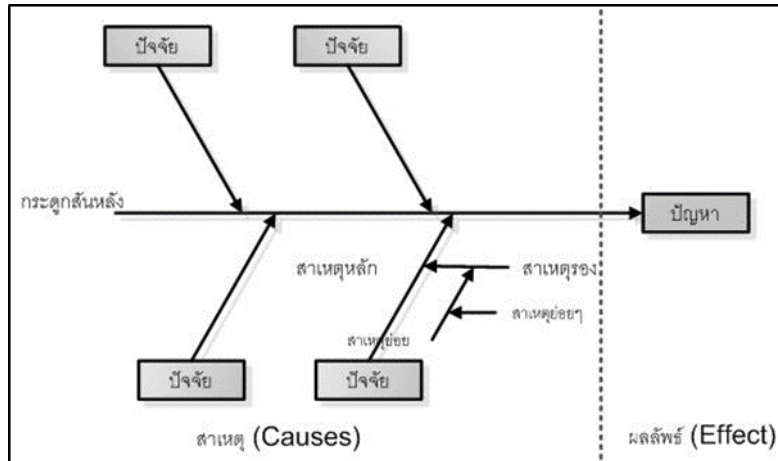 ปัจจัย
ปัจจัย
กระดูกสันหลัง
ปัญหา
สาเหตุหลัก
สาเหตุรอง
สาเหตุย่อยๆ
สาเหตุย่อย
ปัจจัย
ปัจจัย
สาเหตุ (Causes)
ผลลัพธ์ (Effect)